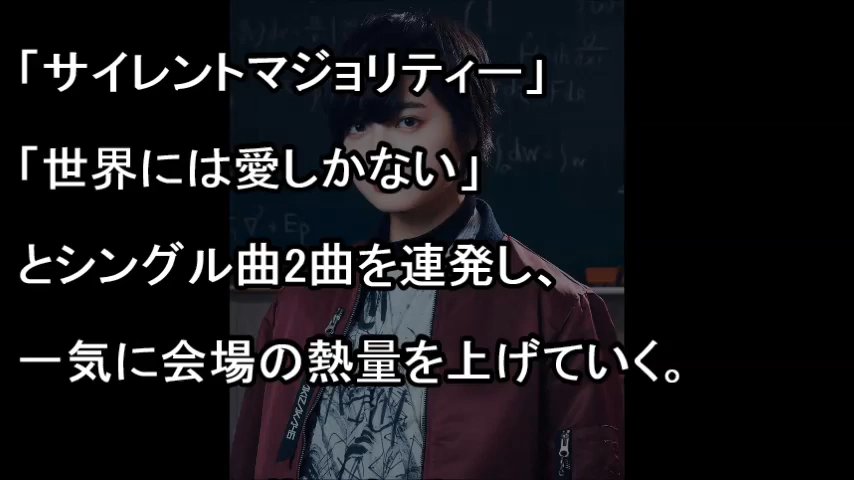 「サイレントマジョリティー」
「世界には愛しかない」
とシングル曲2曲を連発し、
一気に会場の熱量を上げていく。